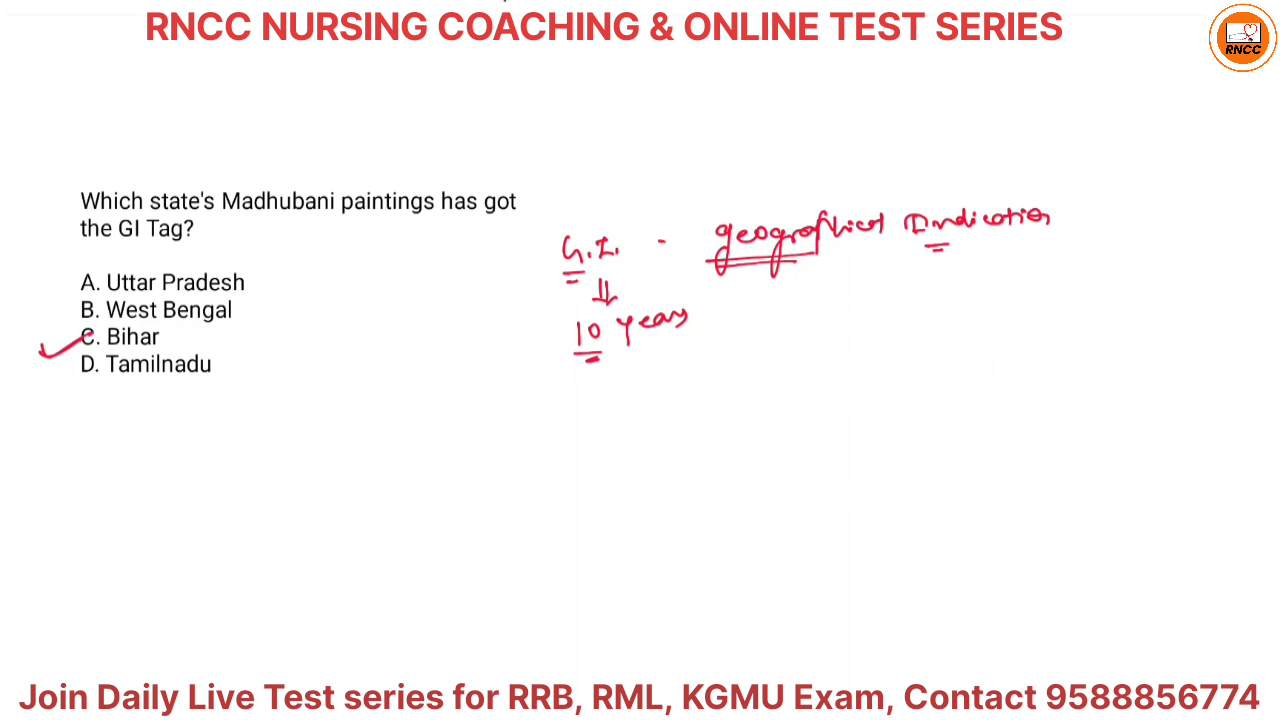 RNCC NURSING COACHING & ONLINE TEST SERIES
RNCC
Which state's Madhubani paintings has got
the GI Tag?
G.I. - geografhical Indication
A. Uttar Pradesh
B. West Bengal
10 years
C. Bihar
D. Tamilnadu
Join Daily Live Test series for RRB, RML, KGMU Exam, Contact 9588856774